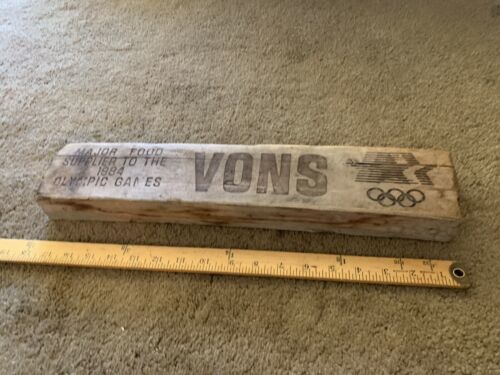 MAJOR FOOD
SUPPLIER TO THE
1984
OLYMPIC GAMES
VONS